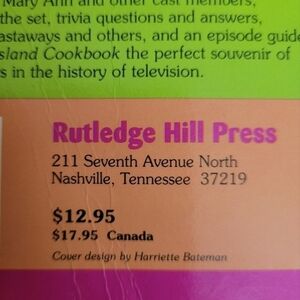 Mary Ann and other cast members,
the set, trivia questions and answers,
astaways and others, and an episode guide
sland Cookbook the perfect souvenir of
s in the history of television.
Rutledge Hill Press
211 Seventh Avenue North
Nashville, Tennessee 37219
$12.95
$17.95 Canada
Cover design by Harriette Bateman